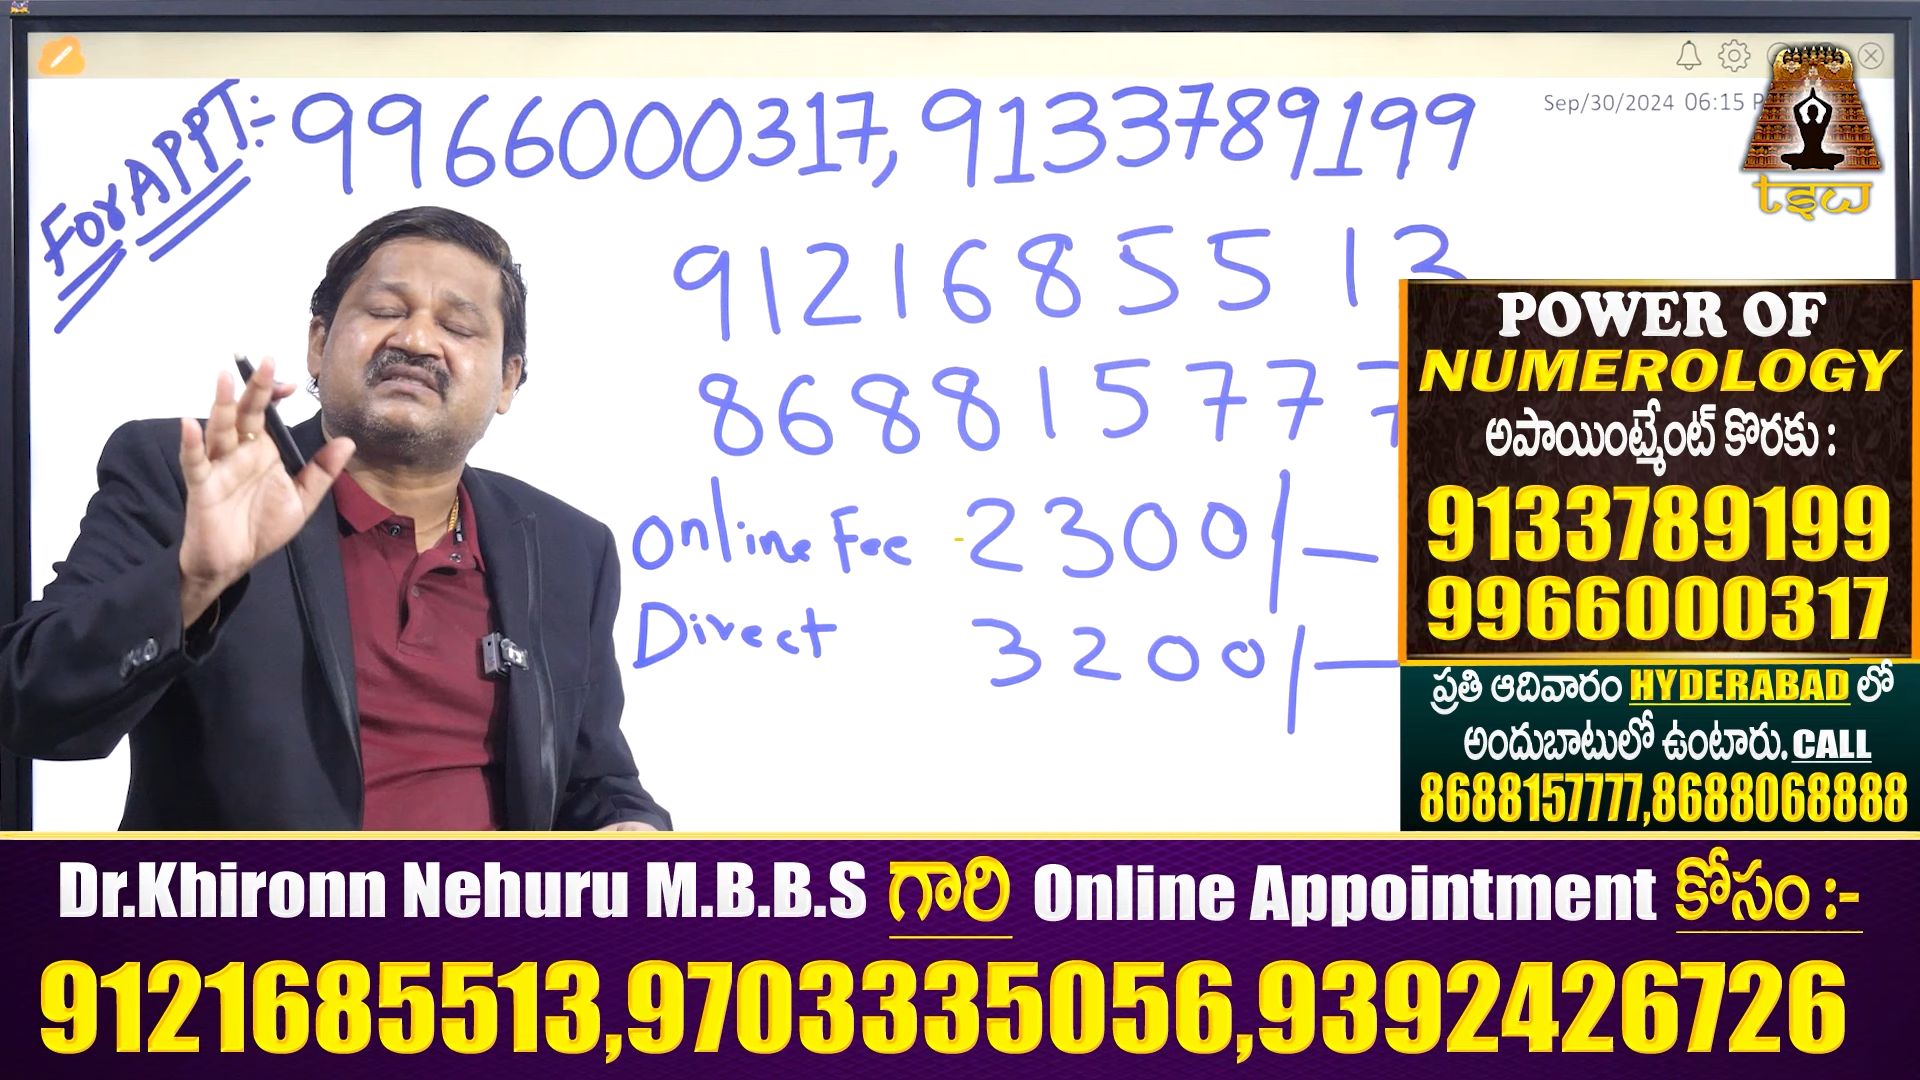 Sep/30/2024 06:15 P
For APPT:- 9966000317, 9133789199
9121685513
8688157777
Online Fee - 2300/-
Direct 3200/-
tsw
POWER OF
NUMEROLOGY
అపాయింట్మేంట్ కొరకు :
9133789199
9966000317
ప్రతి ఆదివారం HYDERABAD లో
అందుబాటులో ఉంటారు. CALL
8688157777,8688068888
Dr.Khironn Nehuru M.B.B.S గారి Online Appointment కోసం :-
9121685513,9703335056,9392426726